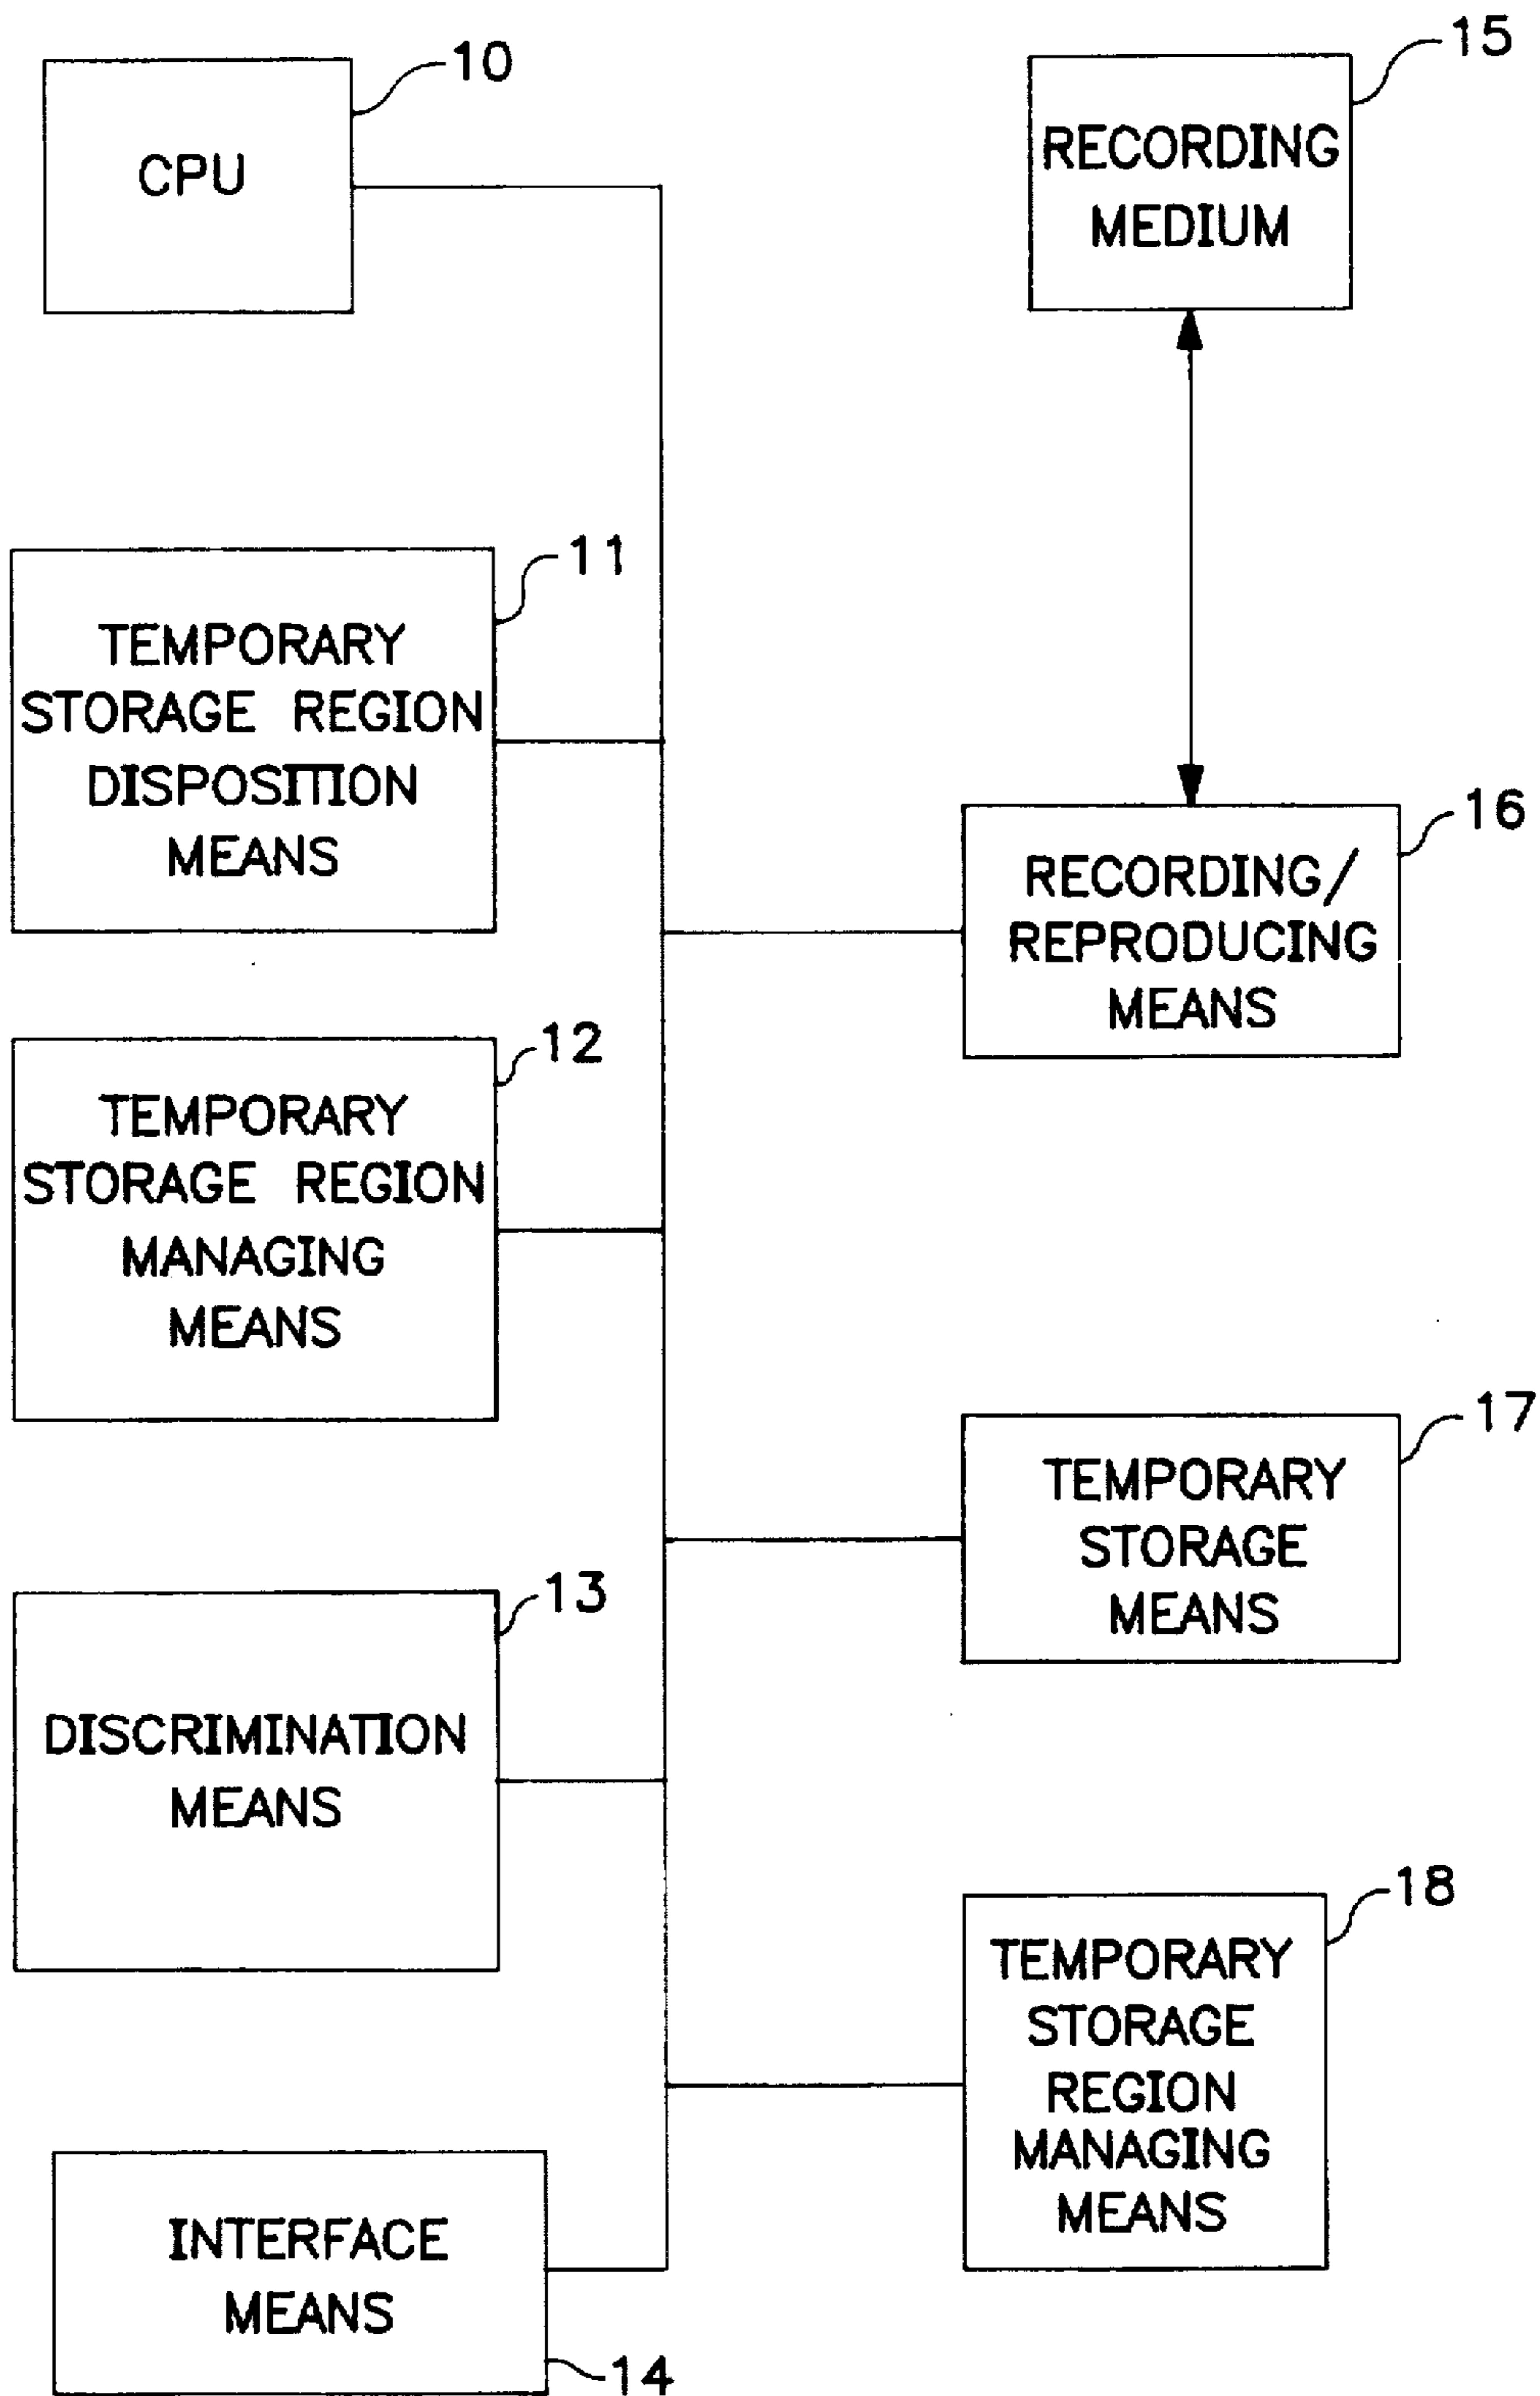 10
CPU
11
TEMPORARY
STORAGE REGION
DISPOSITION
MEANS
12
TEMPORARY
STORAGE REGION
MANAGING
MEANS
13
DISCRIMINATION
MEANS
INTERFACE
MEANS
14
15
RECORDING
MEDIUM
16
RECORDING/
REPRODUCING
MEANS
17
TEMPORARY
STORAGE
MEANS
18
TEMPORARY
STORAGE
REGION
MANAGING
MEANS